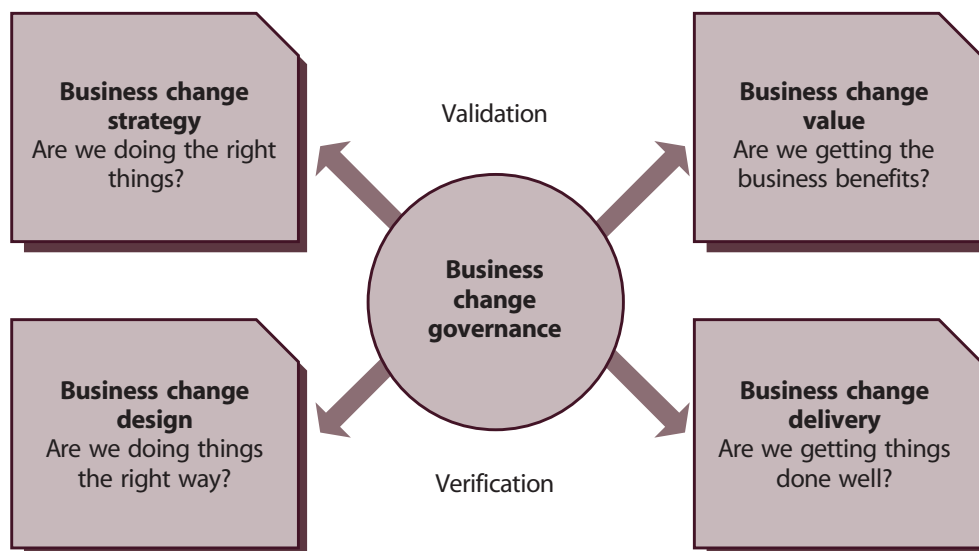 Business change
strategy
Are we doing the right
things?
Validation
Business change
value
Are we getting the
business benefits?
Business
change
governance
Business change
design
Are we doing things
the right way?
Verification
Business change
delivery
Are we getting things
done well?